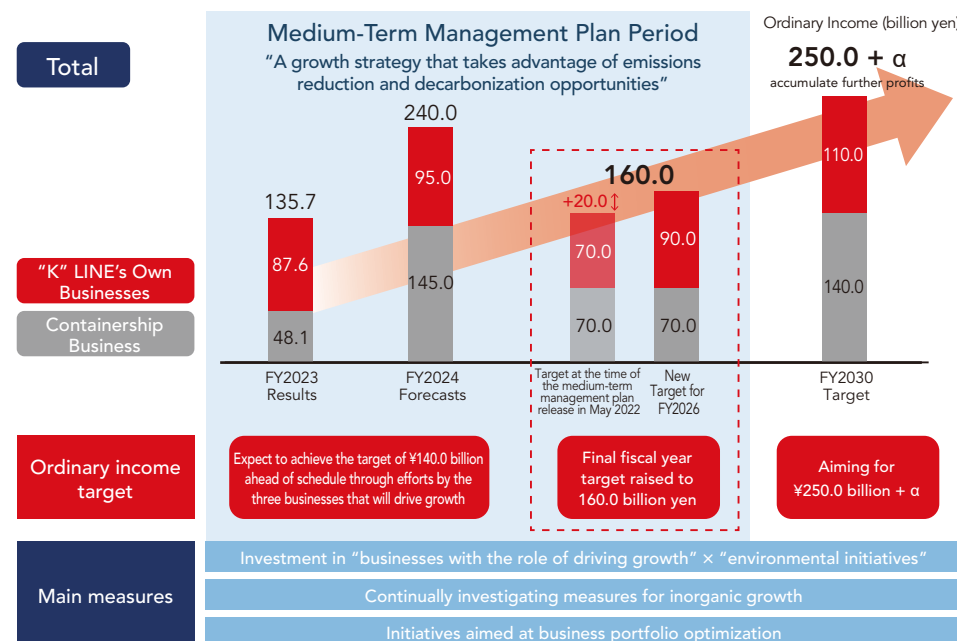 Total
Medium-Term Management Plan Period
“A growth strategy that takes advantage of emissions
reduction and decarbonization opportunities”
Ordinary Income (billion yen)
250.0 + α
accumulate further profits
“K” LINE’s Own
Businesses
Containership
Business
135.7
87.6
48.1
FY2023
Results
240.0
95.0
145.0
FY2024
Forecasts
160.0
+20.0
70.0
70.0
Target at the time of
the medium-term
management plan
release in May 2022
90.0
70.0
New
Target for
FY2026
110.0
140.0
FY2030
Target
Ordinary income
target
Expect to achieve the target of ¥140.0 billion
ahead of schedule through efforts by the
three businesses that will drive growth
Final fiscal year
target raised to
160.0 billion yen
Aiming for
¥250.0 billion + α
Main measures
Investment in “businesses with the role of driving growth” × “environmental initiatives”
Continually investigating measures for inorganic growth
Initiatives aimed at business portfolio optimization